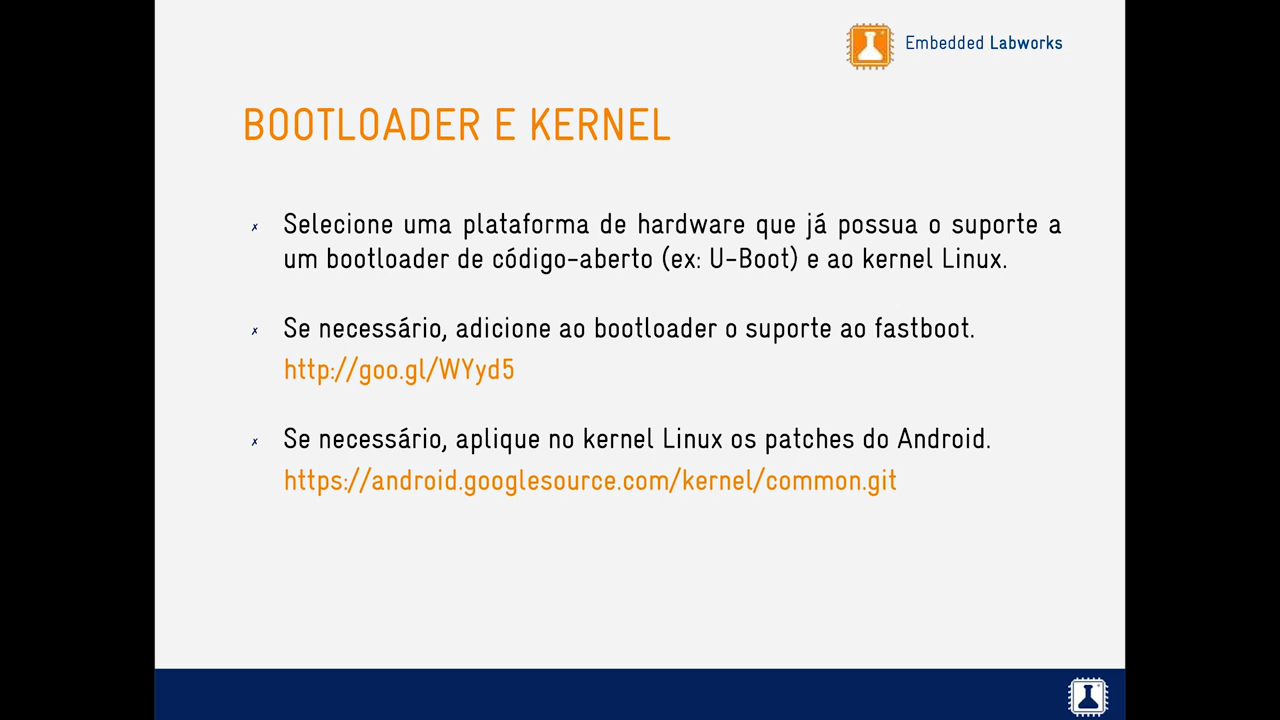 Embedded Labworks
BOOTLOADER E KERNEL
✗ Selecione uma plataforma de hardware que já possua o suporte a
um bootloader de código-aberto (ex: U-Boot) e ao kernel Linux.
✗ Se necessário, adicione ao bootloader o suporte ao fastboot.
http://goo.gl/WYyd5
✗ Se necessário, aplique no kernel Linux os patches do Android.
https://android.googlesource.com/kernel/common.git